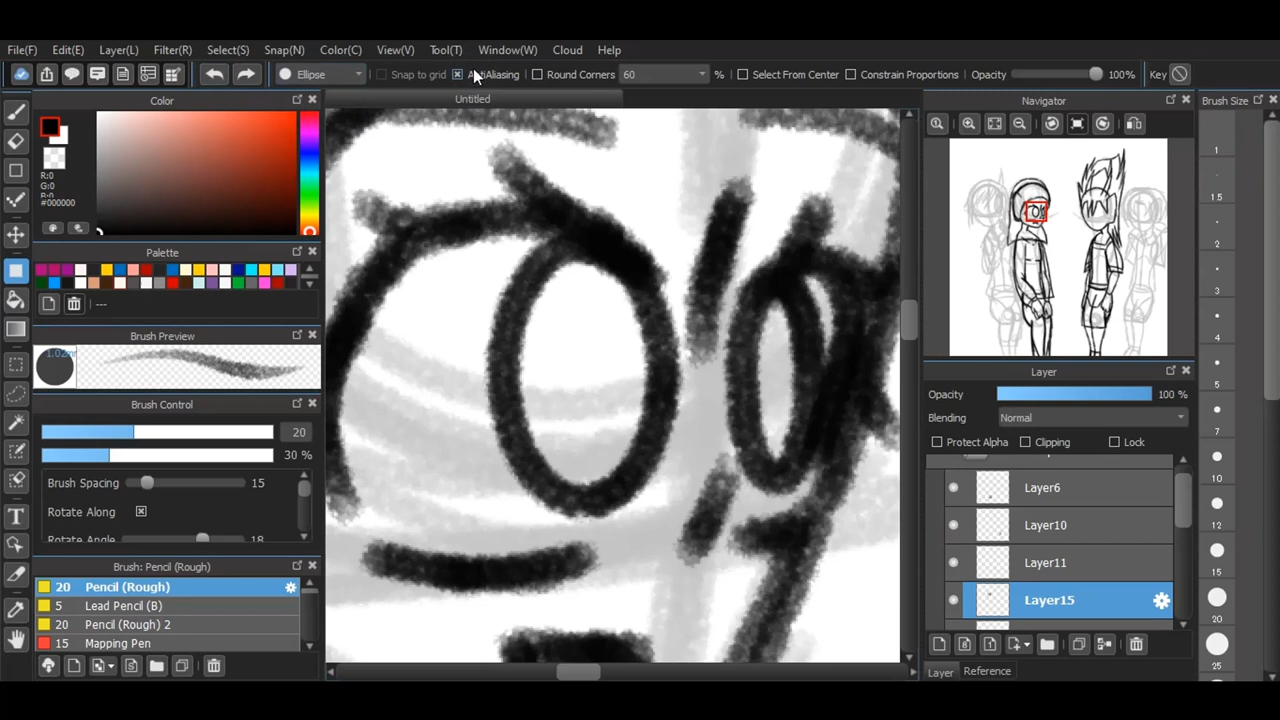 File(F) Edit(E) Layer(L) Filter(R) Select(S) Snap(N) Color(C) View(V) Tool(T) Window(W) Cloud Help
Ellipse Snap to grid AntiAliasing Round Corners 60 % Select From Center Constrain Proportions Opacity 100% Key
Color
R:0
G:0
B:0
#000000
Palette
---
Brush Preview
Brush Control
20
30 %
Brush Spacing 15
Rotate Along
Rotate Angle 18
Brush: Pencil (Rough)
20 Pencil (Rough)
5 Lead Pencil (B)
20 Pencil (Rough) 2
15 Mapping Pen
Untitled
Navigator
Layer
Opacity 100 %
Blending Normal
Protect Alpha Clipping Lock
Layer6
Layer10
Layer11
Layer15
Layer Reference
Brush Size
1
1.5
2
3
4
5
7
10
12
15
20
25